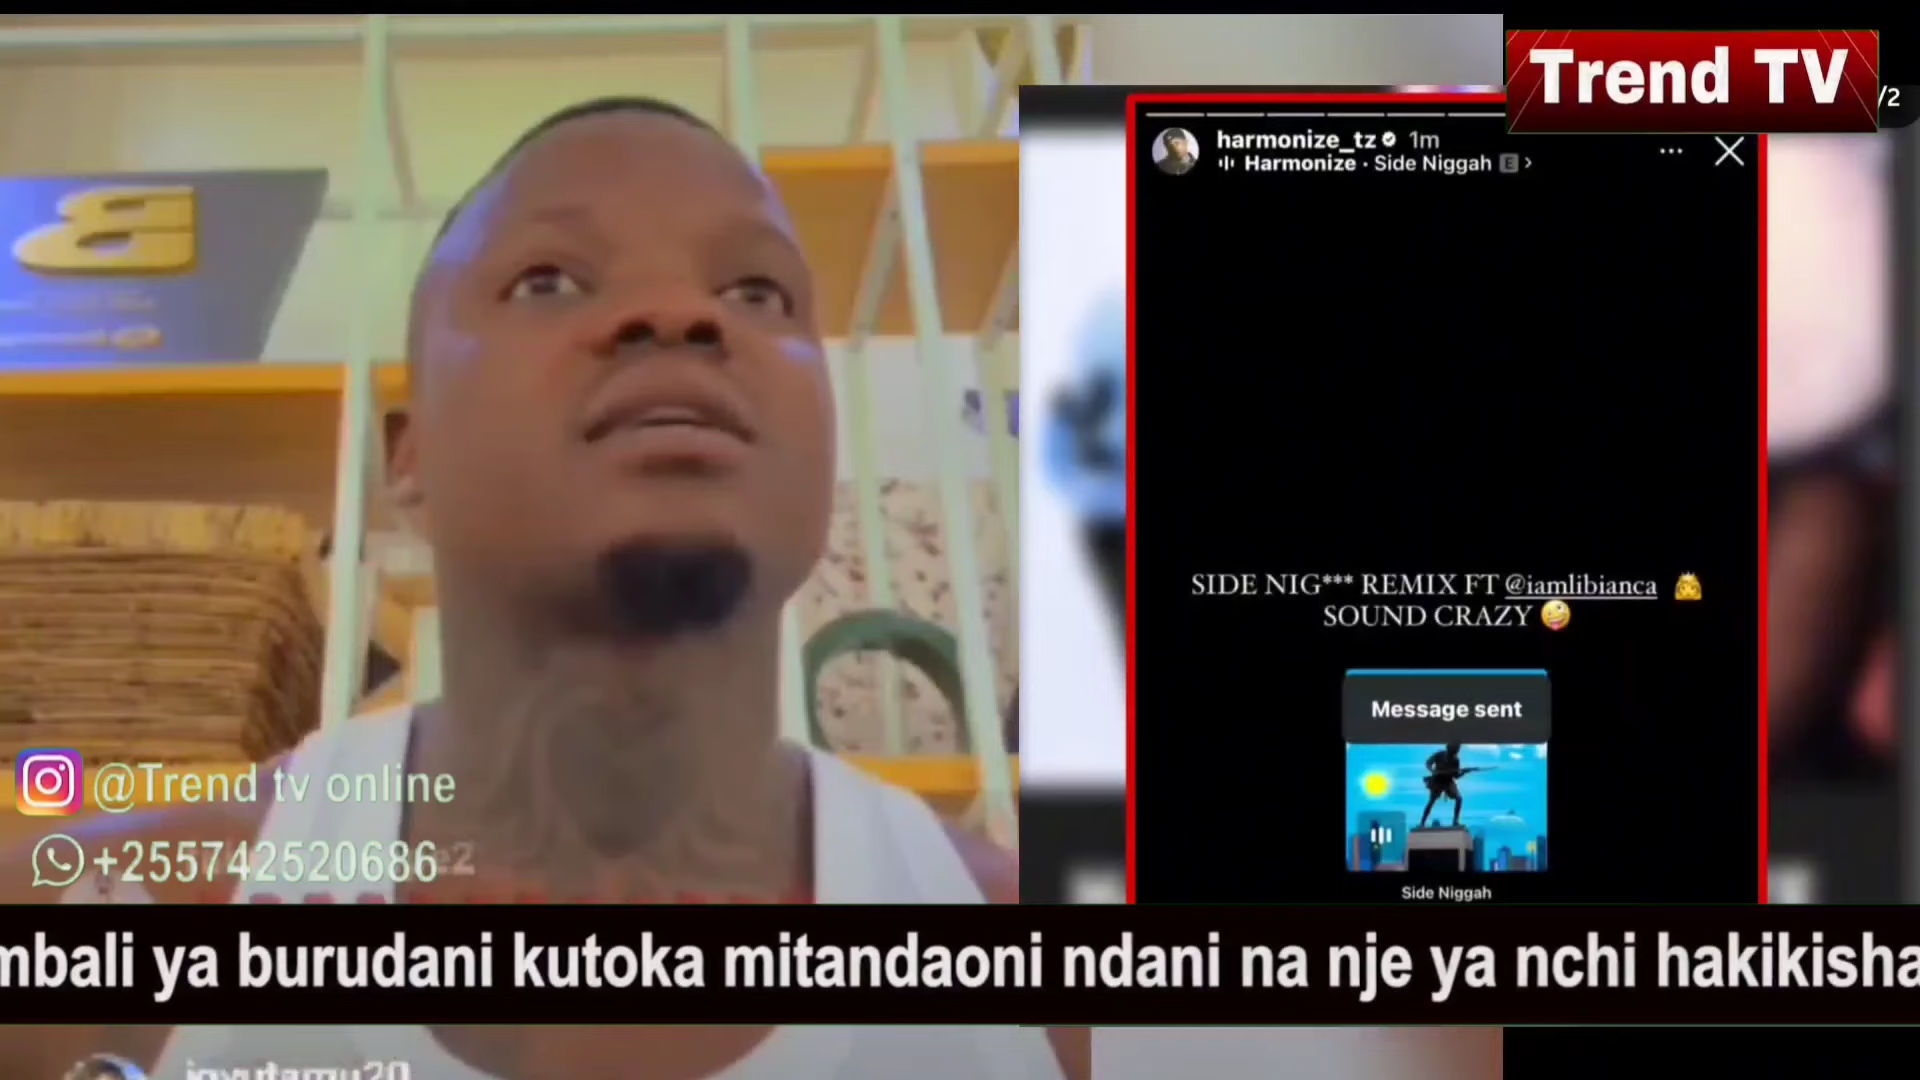 Trend TV
/2
harmonize_tz 1m
Harmonize · Side Niggah E >
SIDE NIG*** REMIX FT @iamlibianca 👸
SOUND CRAZY 🤪
Message sent
Side Niggah
@Trend tv online
+255742520686
mbali ya burudani kutoka mitandaoni ndani na nje ya nchi hakikisha